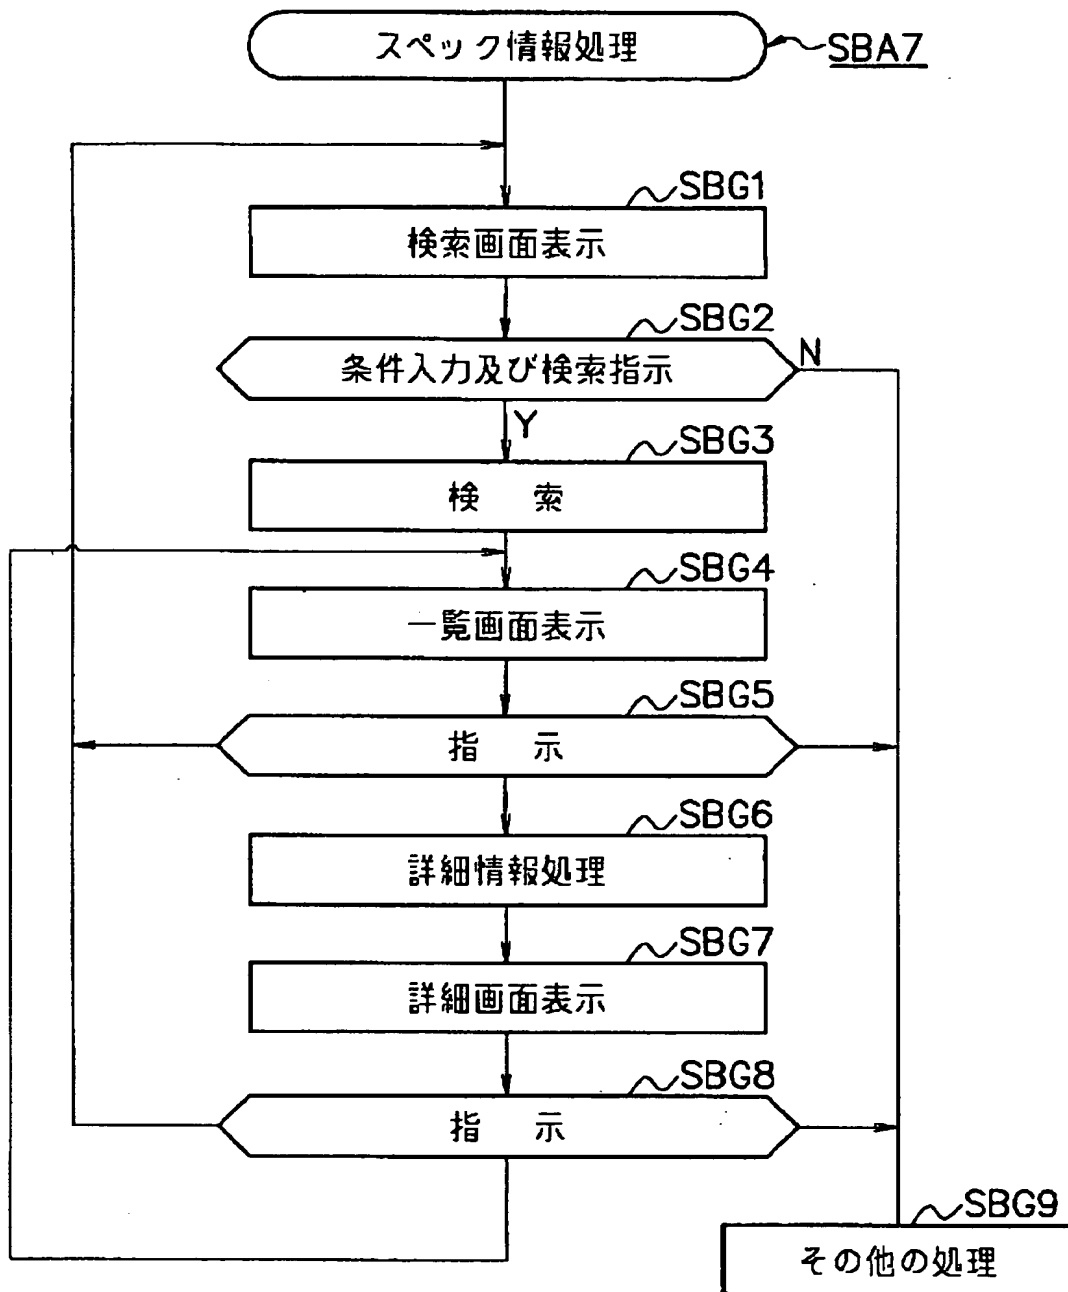 スペック情報処理
SBA7
SBG1
検索画面表示
SBG2
条件入力及び検索指示
N
Y
SBG3
検 索
SBG4
一覧画面表示
SBG5
指 示
SBG6
詳細情報処理
SBG7
詳細画面表示
SBG8
指 示
SBG9
その他の処理